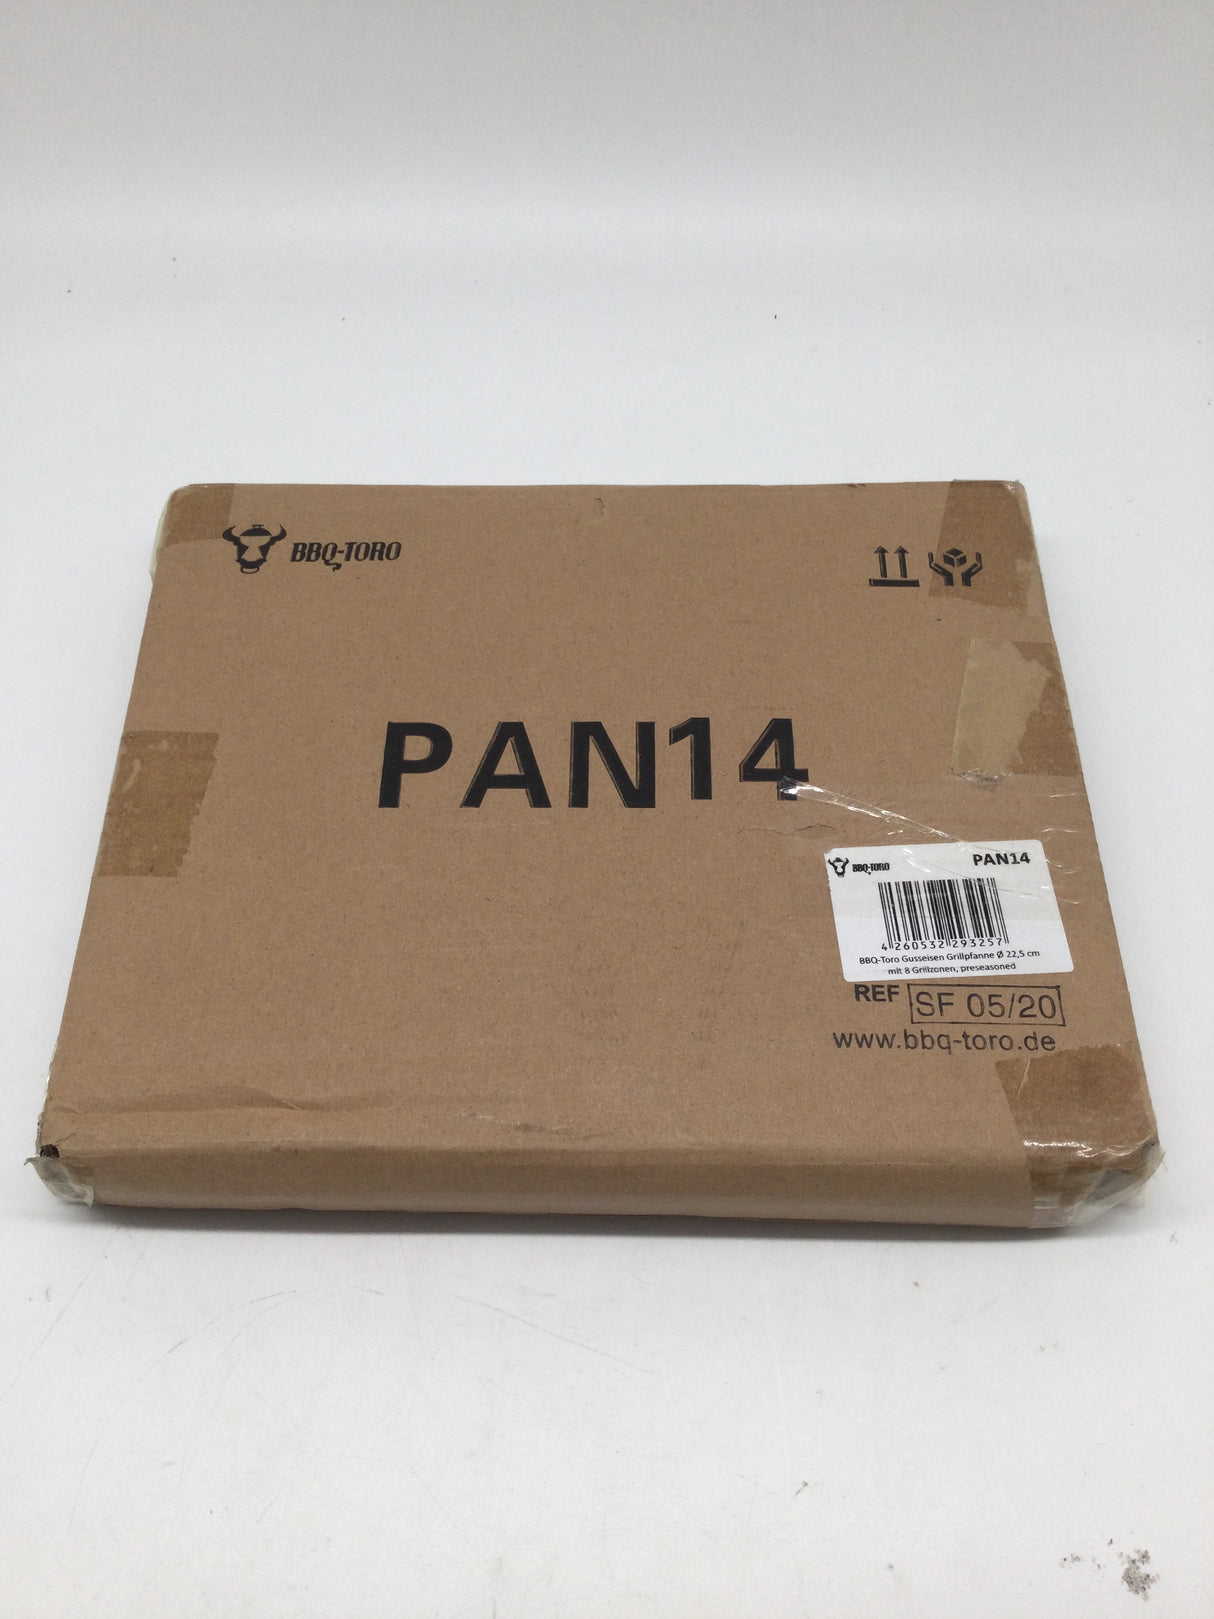 BBQ-TORO
PAN14
BBQ-TORO PAN14
4 260532 293257
BBQ-Toro Gusseisen Grillpfanne Ø 22,5 cm
mit 8 Grillzonen, preseasoned
REF SF 05/20
www.bbq-toro.de